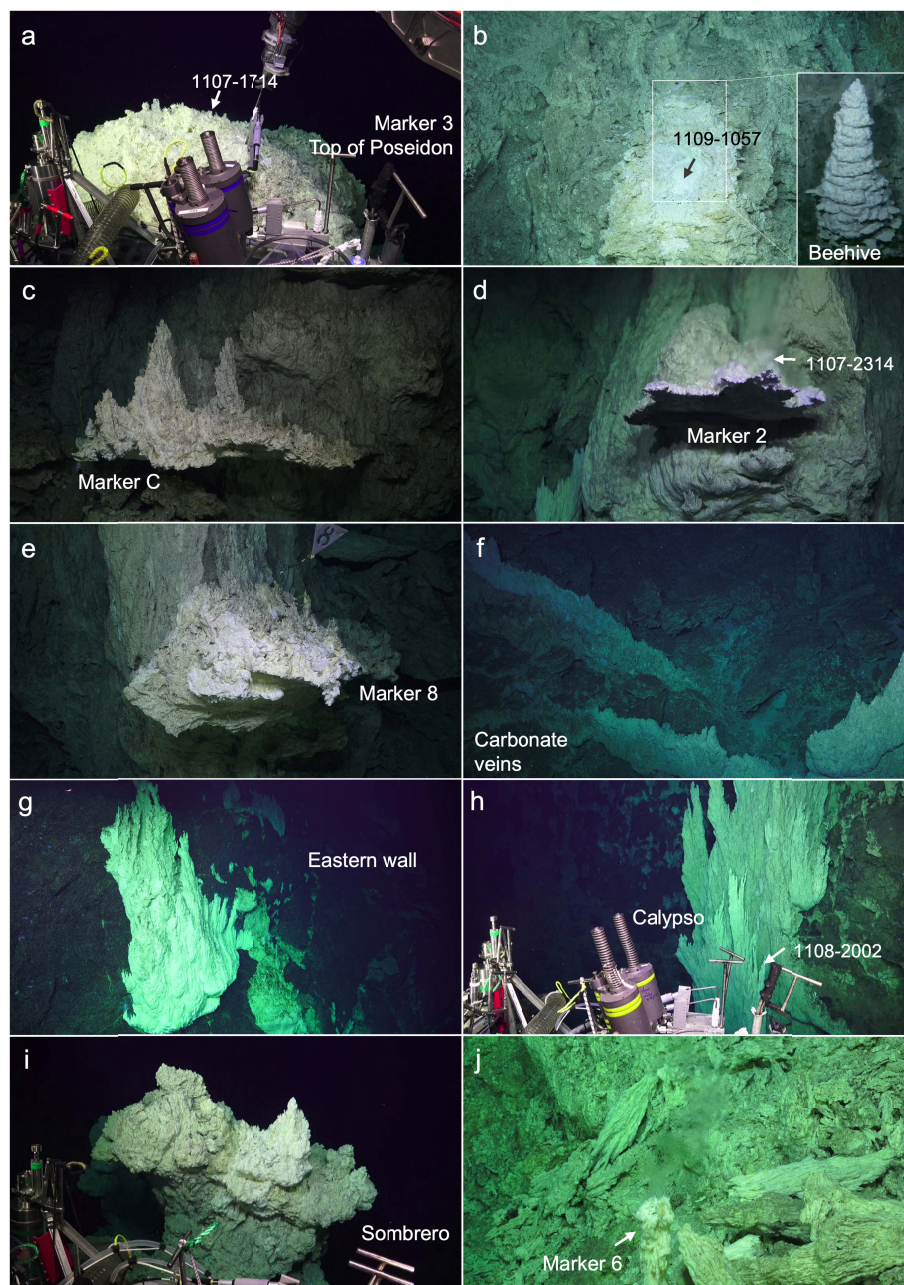 a
1107-1714
Marker 3
Top of Poseidon
b
1109-1057
Beehive
c
Marker C
d
1107-2314
Marker 2
e
8
Marker 8
f
Carbonate
veins
g
Eastern wall
h
Calypso
1108-2002
i
Sombrero
j
Marker 6